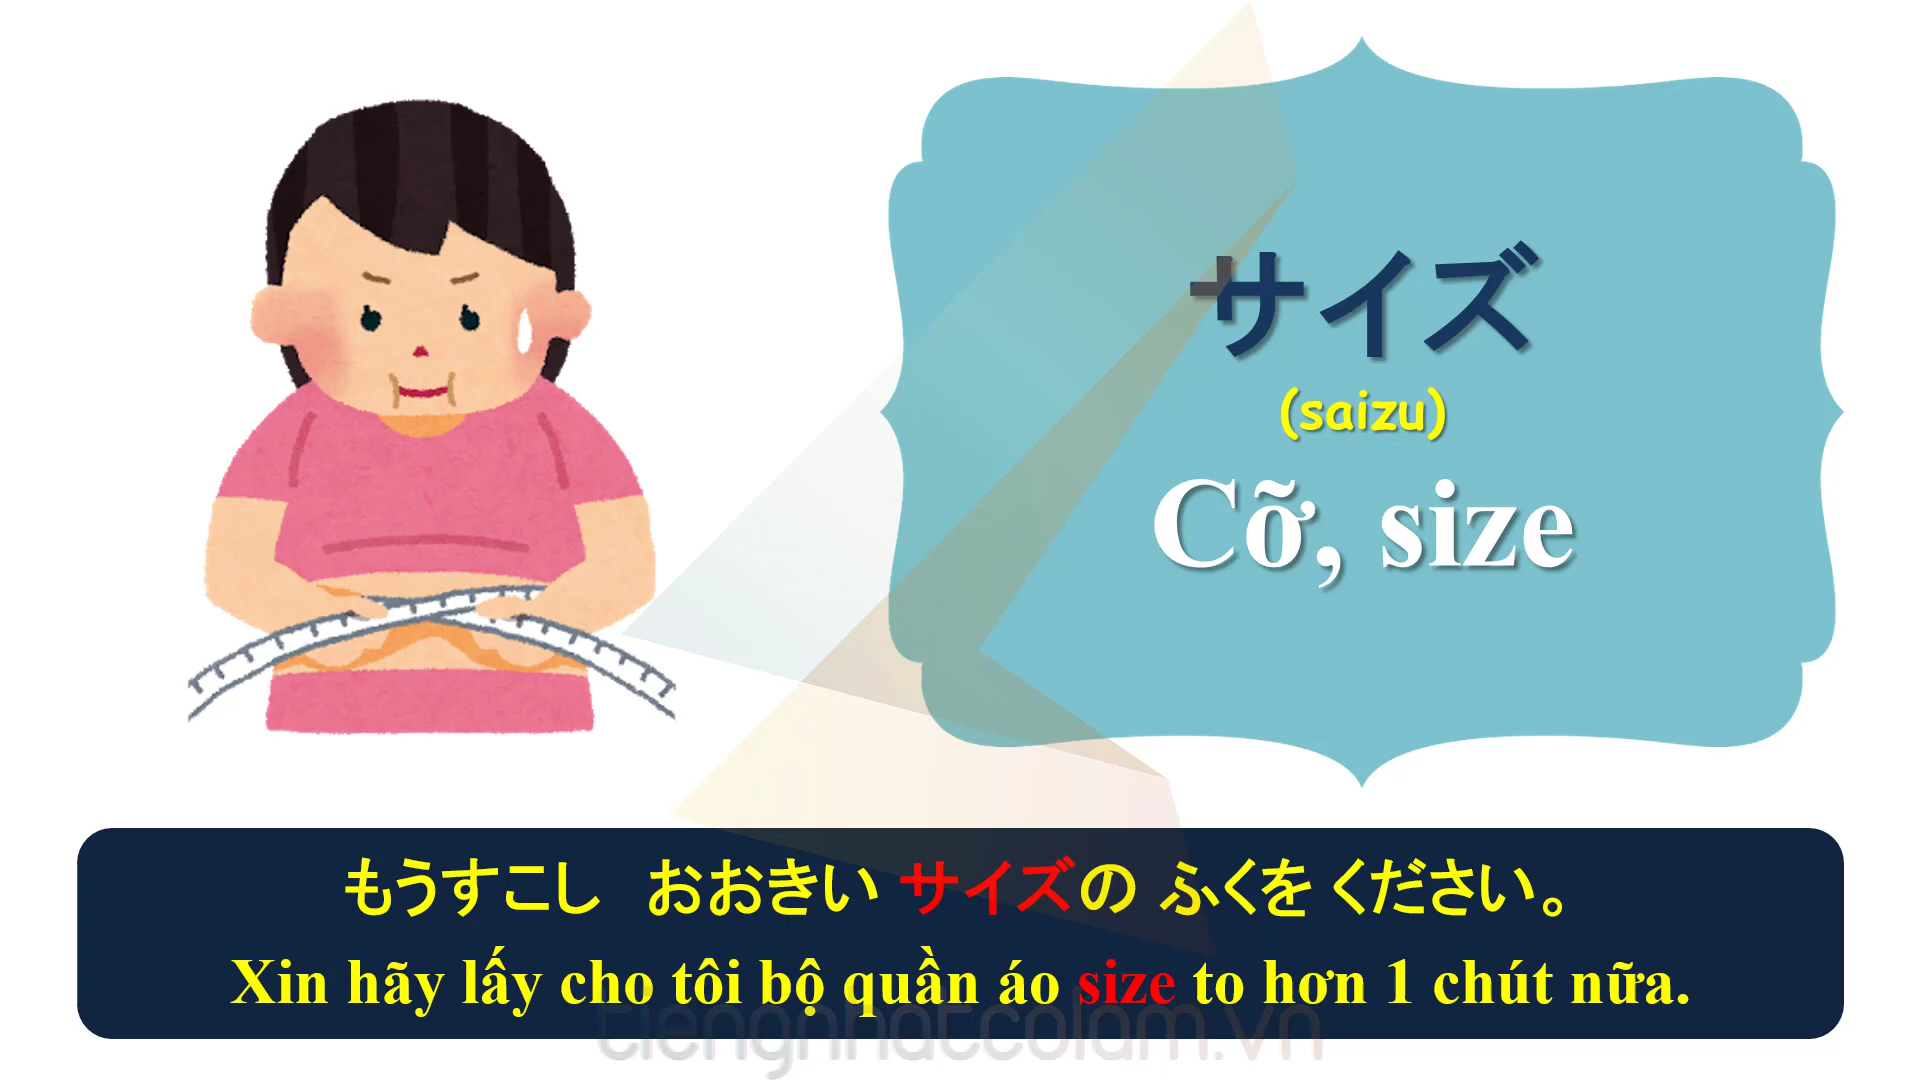 サイズ
(saizu)
Cỡ, size
もうすこし　おおきい サイズの ふくを ください。
Xin hãy lấy cho tôi bộ quần áo size to hơn 1 chút nữa.
tiengnhatcolam.vn